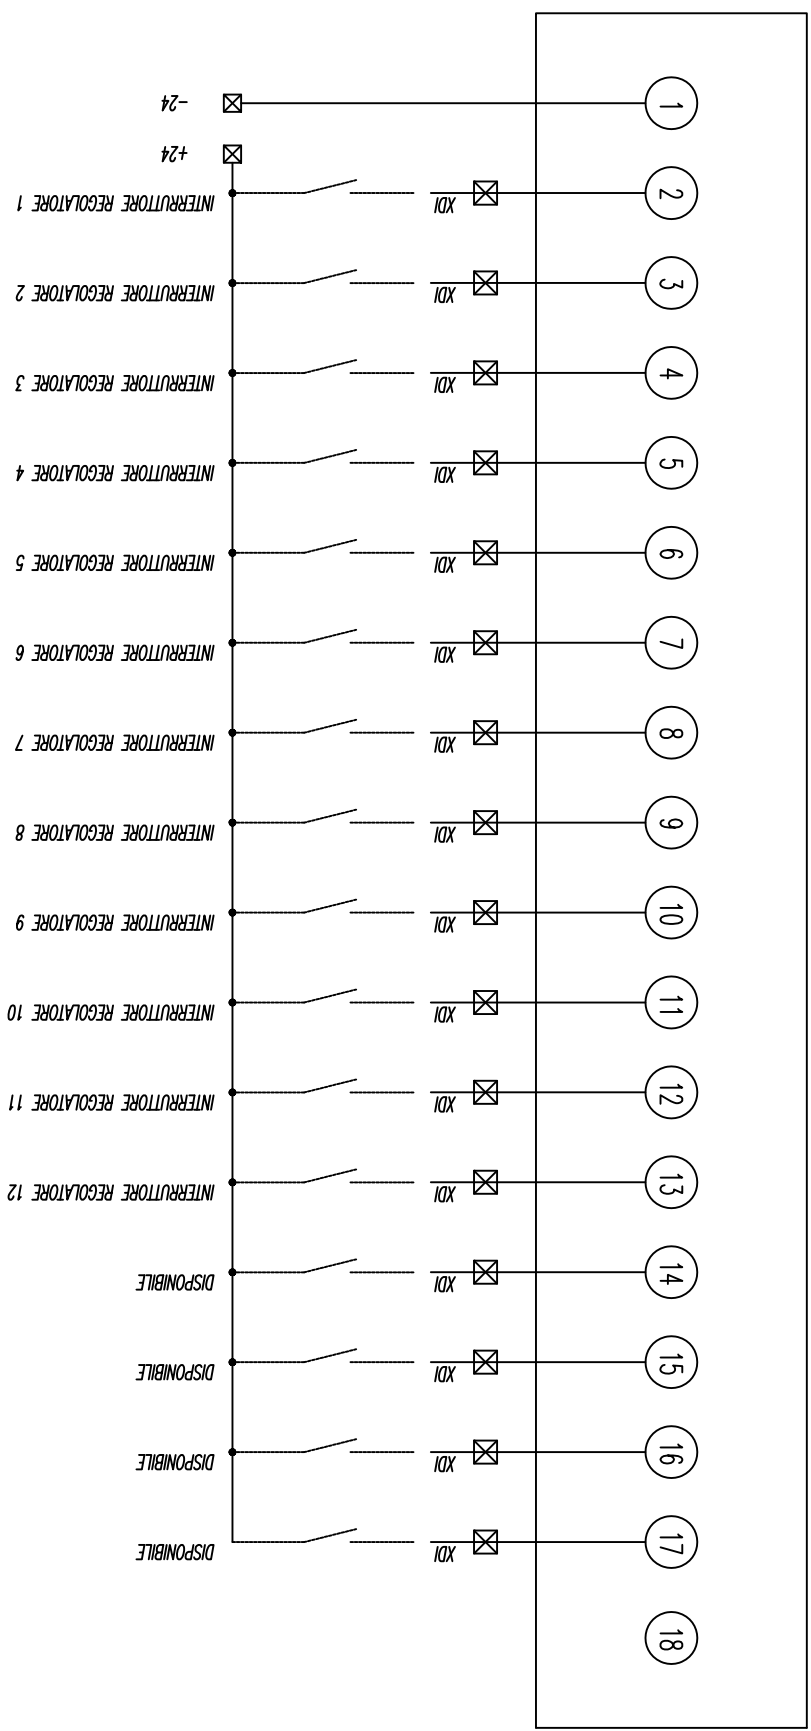 -24
1
+24
INTERRUTTORE REGOLATORE 1
XDI
2
INTERRUTTORE REGOLATORE 2
XDI
3
INTERRUTTORE REGOLATORE 3
XDI
4
INTERRUTTORE REGOLATORE 4
XDI
5
INTERRUTTORE REGOLATORE 5
XDI
6
INTERRUTTORE REGOLATORE 6
XDI
7
INTERRUTTORE REGOLATORE 7
XDI
8
INTERRUTTORE REGOLATORE 8
XDI
9
INTERRUTTORE REGOLATORE 9
XDI
10
INTERRUTTORE REGOLATORE 10
XDI
11
INTERRUTTORE REGOLATORE 11
XDI
12
INTERRUTTORE REGOLATORE 12
XDI
13
DISPONIBILE
XDI
14
DISPONIBILE
XDI
15
DISPONIBILE
XDI
16
DISPONIBILE
XDI
17
18